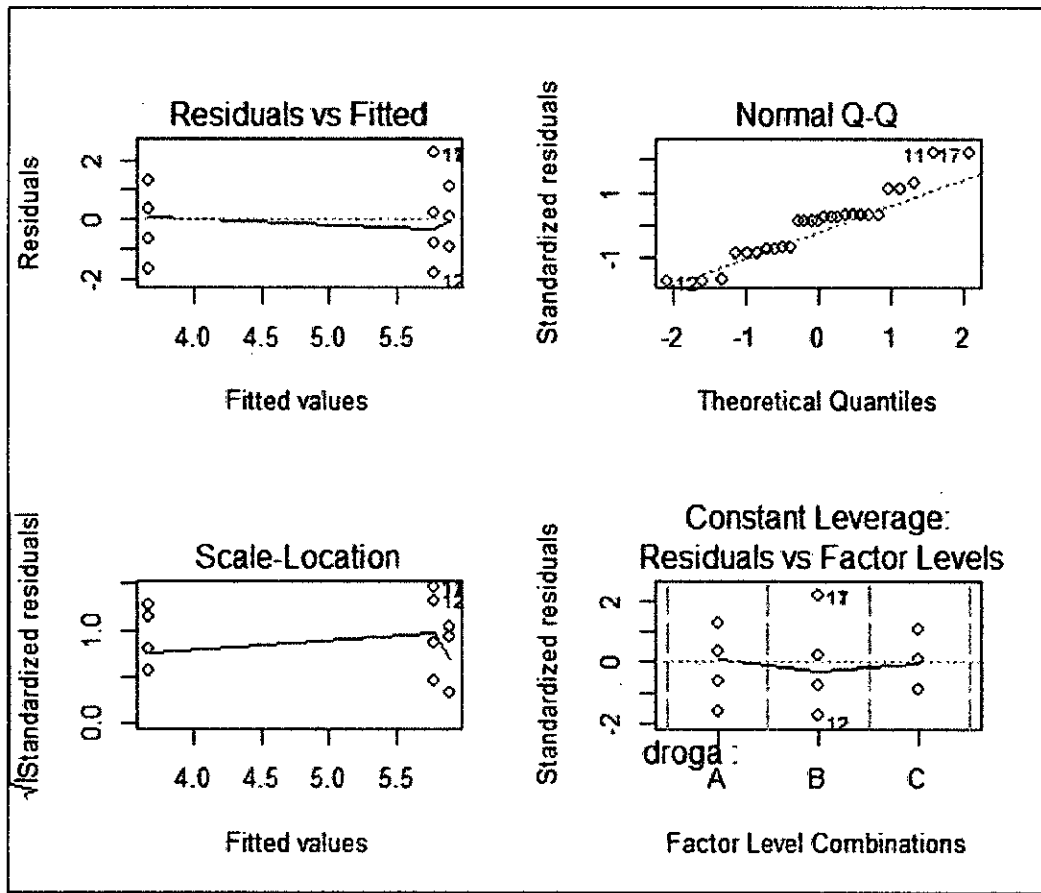 Residuals vs Fitted
Residuals
2
0
-2
17
12
4.0 4.5 5.0 5.5
Fitted values
Normal Q-Q
Standardized residuals
1
-1
11 17
12
-2 -1 0 1 2
Theoretical Quantiles
Scale-Location
√|Standardized residuals|
1.0
0.0
12
4.0 4.5 5.0 5.5
Fitted values
Constant Leverage:
Residuals vs Factor Levels
Standardized residuals
2
0
-2
12
droga :
A B C
Factor Level Combinations